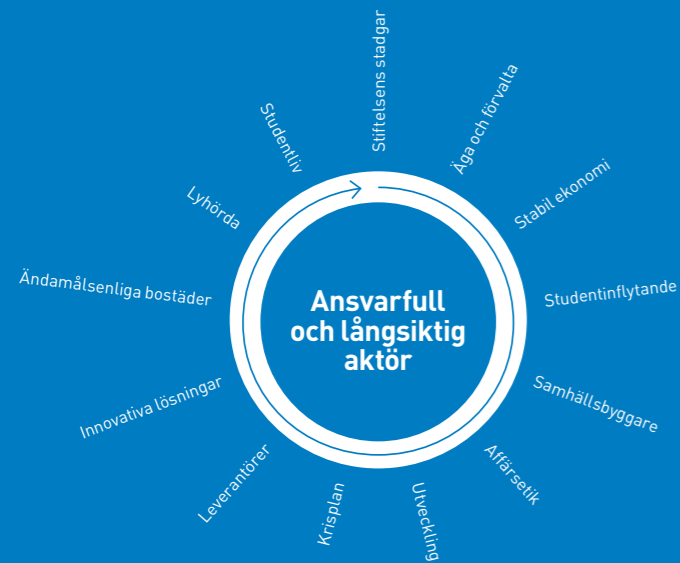 Stiftelsens stadgar
Äga och förvalta
Stabil ekonomi
Studentinflytande
Samhällsbyggare
Affärsetik
Utveckling
Krisplan
Leverantörer
Innovativa lösningar
Ändamålsenliga bostäder
Lyhörda
Studentliv
Ansvarfull
och långsiktig
aktör